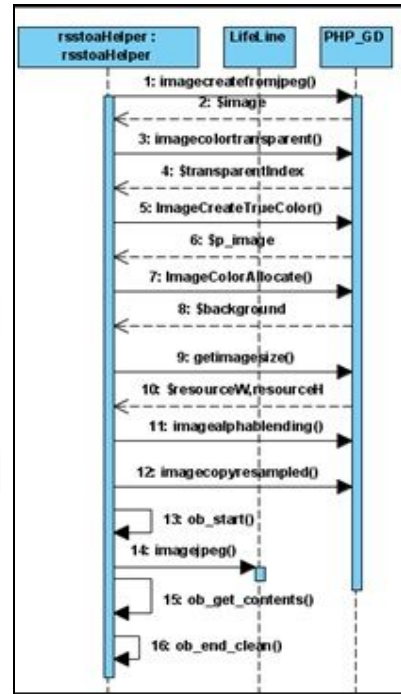 rsstoaHelper :
rsstoaHelper
LifeLine
PHP_GD
1: imagecreatefromjpeg()
2: $image
3: imagecolortransparent()
4: $transparentIndex
5: ImageCreateTrueColor()
6: $p_image
7: ImageColorAllocate()
8: $background
9: getimagesize()
10: $resourceW,resourceH
11: imagealphablending()
12: imagecopyresampled()
13: ob_start()
14: imagejpeg()
15: ob_get_contents()
16: ob_end_clean()